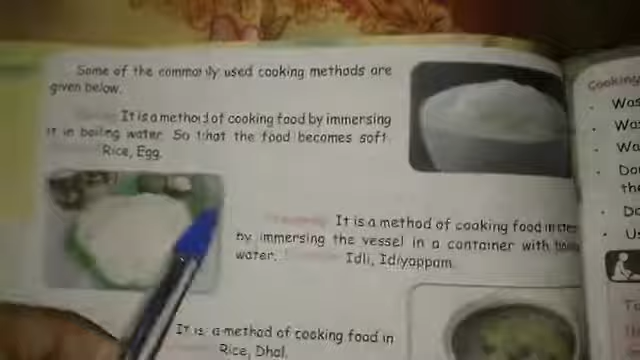 Some of the commonly used cooking methods are
given below.
It is a method of cooking food by immersing
it in boiling water. So that the food becomes soft.
Rice, Egg.
It is a method of cooking food in
by immersing the vessel in a container with
water. Idli, Idiyappam.
It is a method of cooking food in
Rice, Dhal.
Cooking
• Was
• Was
• Wa
• Do
the
• Do
• Us